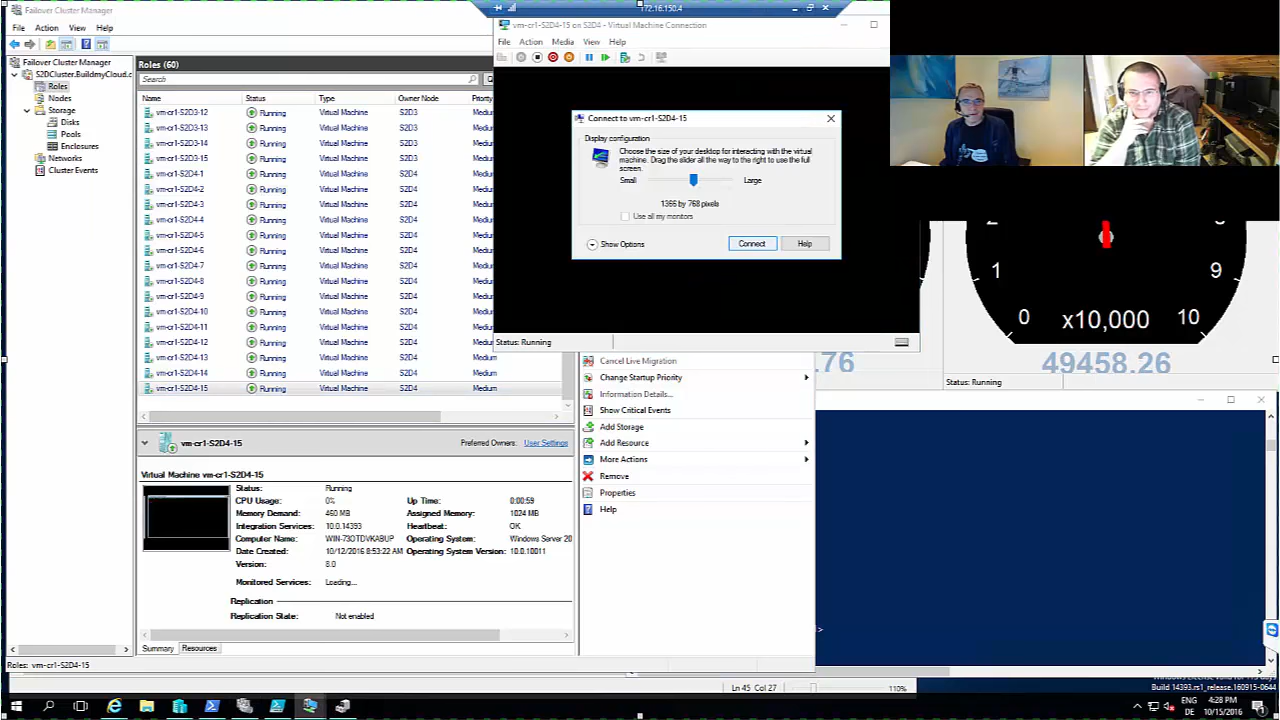 Failover Cluster Manager
File Action View Help
Failover Cluster Manager
S2DCluster.BuildmyCloud.c
Roles
Nodes
Storage
Disks
Pools
Enclosures
Networks
Cluster Events
Roles (60)
Search
Name Status Type Owner Node Priority
vm-cr1-S2D3-12 Running Virtual Machine S2D3 Medium
vm-cr1-S2D3-13 Running Virtual Machine S2D3 Medium
vm-cr1-S2D3-14 Running Virtual Machine S2D3 Medium
vm-cr1-S2D3-15 Running Virtual Machine S2D3 Medium
vm-cr1-S2D4-1 Running Virtual Machine S2D4 Medium
vm-cr1-S2D4-2 Running Virtual Machine S2D4 Medium
vm-cr1-S2D4-3 Running Virtual Machine S2D4 Medium
vm-cr1-S2D4-4 Running Virtual Machine S2D4 Medium
vm-cr1-S2D4-5 Running Virtual Machine S2D4 Medium
vm-cr1-S2D4-6 Running Virtual Machine S2D4 Medium
vm-cr1-S2D4-7 Running Virtual Machine S2D4 Medium
vm-cr1-S2D4-8 Running Virtual Machine S2D4 Medium
vm-cr1-S2D4-9 Running Virtual Machine S2D4 Medium
vm-cr1-S2D4-10 Running Virtual Machine S2D4 Medium
vm-cr1-S2D4-11 Running Virtual Machine S2D4 Medium
vm-cr1-S2D4-12 Running Virtual Machine S2D4 Medium
vm-cr1-S2D4-13 Running Virtual Machine S2D4 Medium
vm-cr1-S2D4-14 Running Virtual Machine S2D4 Medium
vm-cr1-S2D4-15 Running Virtual Machine S2D4 Medium
vm-cr1-S2D4-15 Preferred Owners: User Settings
Virtual Machine vm-cr1-S2D4-15
Status: Running
CPU Usage: 0% Up Time: 0:00:59
Memory Demand: 460 MB Assigned Memory: 1024 MB
Integration Services: 10.0.14393 Heartbeat: OK
Computer Name: WIN-73OTDVKABUP Operating System: Windows Server 20
Date Created: 10/12/2016 8:53:22 AM Operating System Version: 10.0.10011
Version: 8.0
Monitored Services: Loading...
Replication
Replication State: Not enabled
Summary Resources
Roles: vm-cr1-S2D4-15
172.16.150.4
vm-cr1-S2D4-15 on S2D4 - Virtual Machine Connection
File Action Media View Help
Connect to vm-cr1-S2D4-15
Display configuration
Choose the size of your desktop for interacting with the virtual
machine. Drag the slider all the way to the right to use the full
screen.
Small Large
1366 by 768 pixels
Use all my monitors
Show Options Connect Help
Status: Running
Cancel Live Migration
Change Startup Priority
Information Details...
Show Critical Events
Add Storage
Add Resource
More Actions
Remove
Properties
Help
1 9
0 x10,000 10
.76 49458.26
Status: Running
Ln 45 Col 27 110%
Build 14393.rs1_release.160915-0644
ENG 4:28 PM
DE 10/15/2016